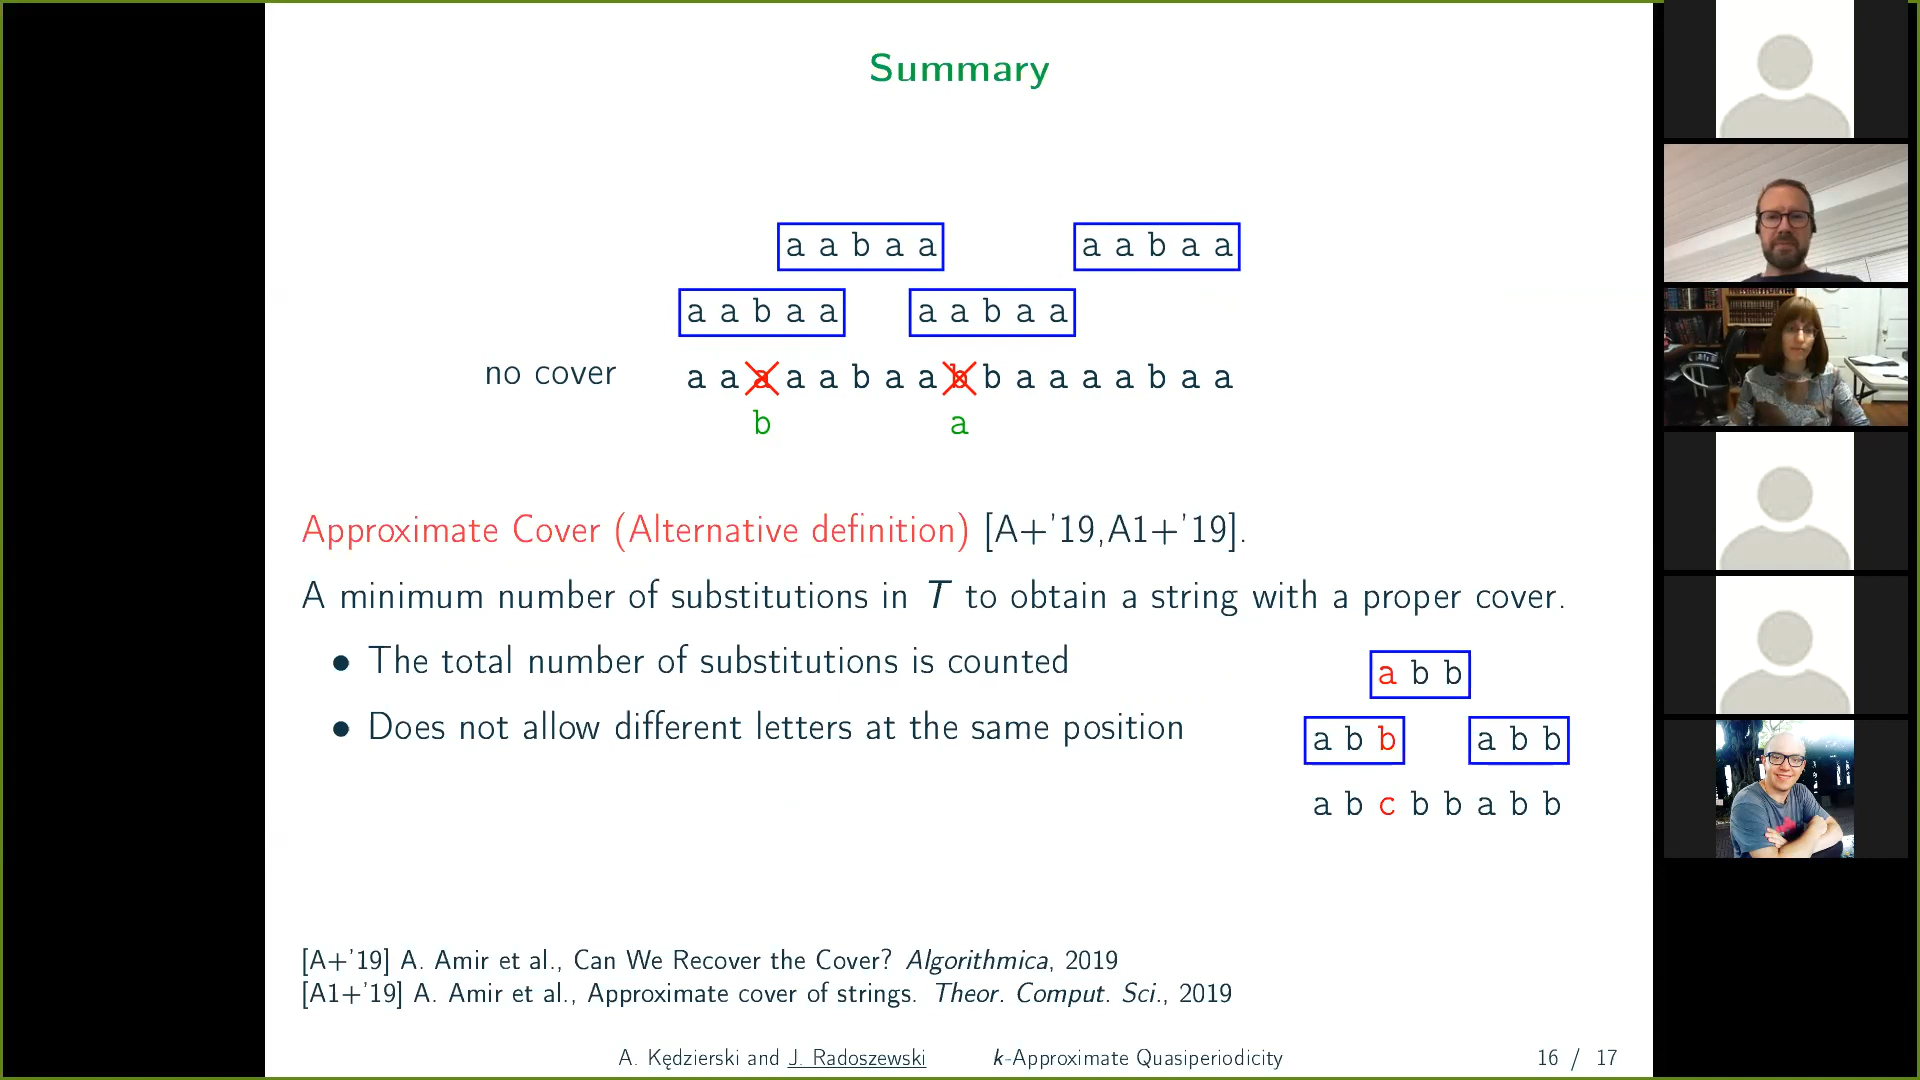 Summary
a a b a a a a b a a
a a b a a a a b a a
no cover a a a a a b a a b b a a a a b a a
b a
Approximate Cover (Alternative definition) [A+'19,A1+'19].
A minimum number of substitutions in T to obtain a string with a proper cover.
• The total number of substitutions is counted
a b b
• Does not allow different letters at the same position
a b b a b b
a b c b b a b b
[A+'19] A. Amir et al., Can We Recover the Cover? Algorithmica, 2019
[A1+'19] A. Amir et al., Approximate cover of strings. Theor. Comput. Sci., 2019
A. Kędzierski and J. Radoszewski k-Approximate Quasiperiodicity 16 / 17